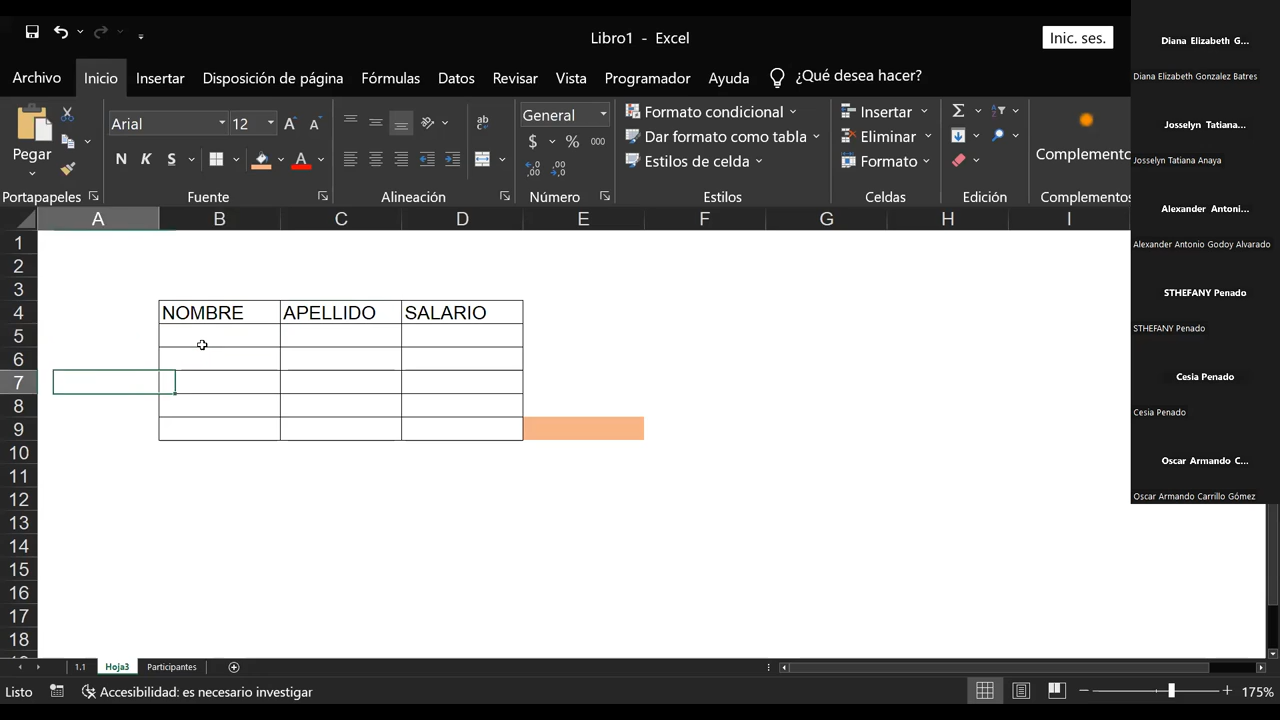 Libro1 - Excel
Inic. ses.
Archivo Inicio Insertar Disposición de página Fórmulas Datos Revisar Vista Programador Ayuda ¿Qué desea hacer?
Pegar
Portapapeles
Arial 12
N K S A
Fuente
ab
Alineación
General
$ % 000
Número
Formato condicional
Dar formato como tabla
Estilos de celda
Estilos
Insertar
Eliminar
Formato
Celdas
Edición
Complemento
Complementos
A B C D E F G H I
1
2
3
4 NOMBRE APELLIDO SALARIO
5
6
7
8
9
10
11
12
13
14
15
16
17
18
1.1 Hoja3 Participantes
Listo Accesibilidad: es necesario investigar 175%
Diana Elizabeth G...
Diana Elizabeth Gonzalez Batres
Josselyn Tatiana...
Josselyn Tatiana Anaya
Alexander Antoni...
Alexander Antonio Godoy Alvarado
STHEFANY Penado
STHEFANY Penado
Cesia Penado
Cesia Penado
Oscar Armando C...
Oscar Armando Carrillo Gómez